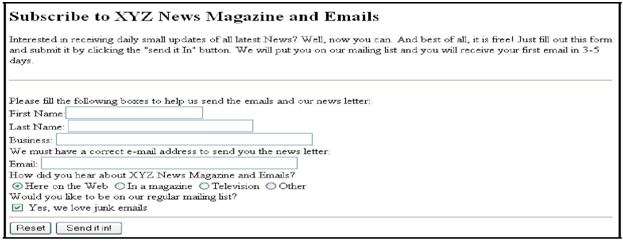 Subscribe to XYZ News Magazine and Emails
Interested in receiving daily small updates of all latest News? Well, now you can. And best of all, it is free! Just fill out this form
and submit it by clicking the "send it In" button. We will put you on our mailing list and you will receive your first email in 3-5
days.
Please fill the following boxes to help us send the emails and our news letter:
First Name:
Last Name:
Business:
We must have a correct e-mail address to send you the news letter:
Email:
How did you hear about XYZ News Magazine and Emails?
Here on the Web In a magazine Television Other
Would you like to be on our regular mailing list?
Yes, we love junk emails
Reset Send it in!